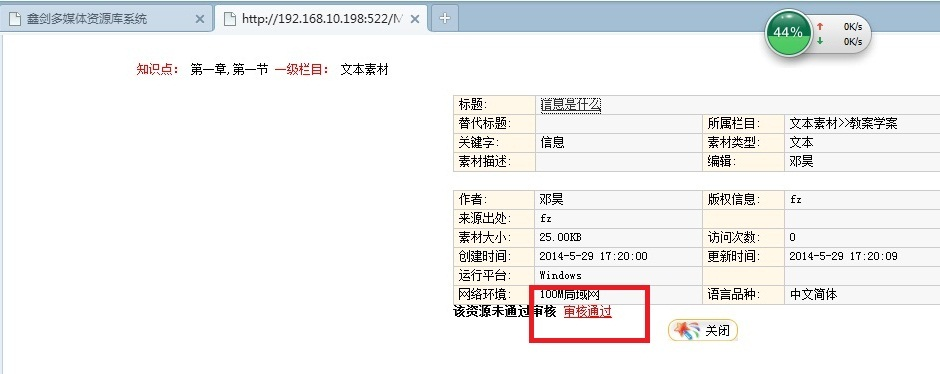 鑫剑多媒体资源库系统 × http://192.168.10.198:522/M × +
44% ↑ 0K/s
↓ 0K/s
知识点: 第一章,第一节 一级栏目: 文本素材
标题: 信息是什么
替代标题: 所属栏目: 文本素材>>教案学案
关键字: 信息 素材类型: 文本
素材描述: 编辑: 邓昊
作者: 邓昊 版权信息: fz
来源出处: fz
素材大小: 25.00KB 访问次数: 0
创建时间: 2014-5-29 17:20:00 更新时间: 2014-5-29 17:20:09
运行平台: Windows
网络环境: 100M局域网 语言品种: 中文简体
该资源未通过审核 审核通过
关闭